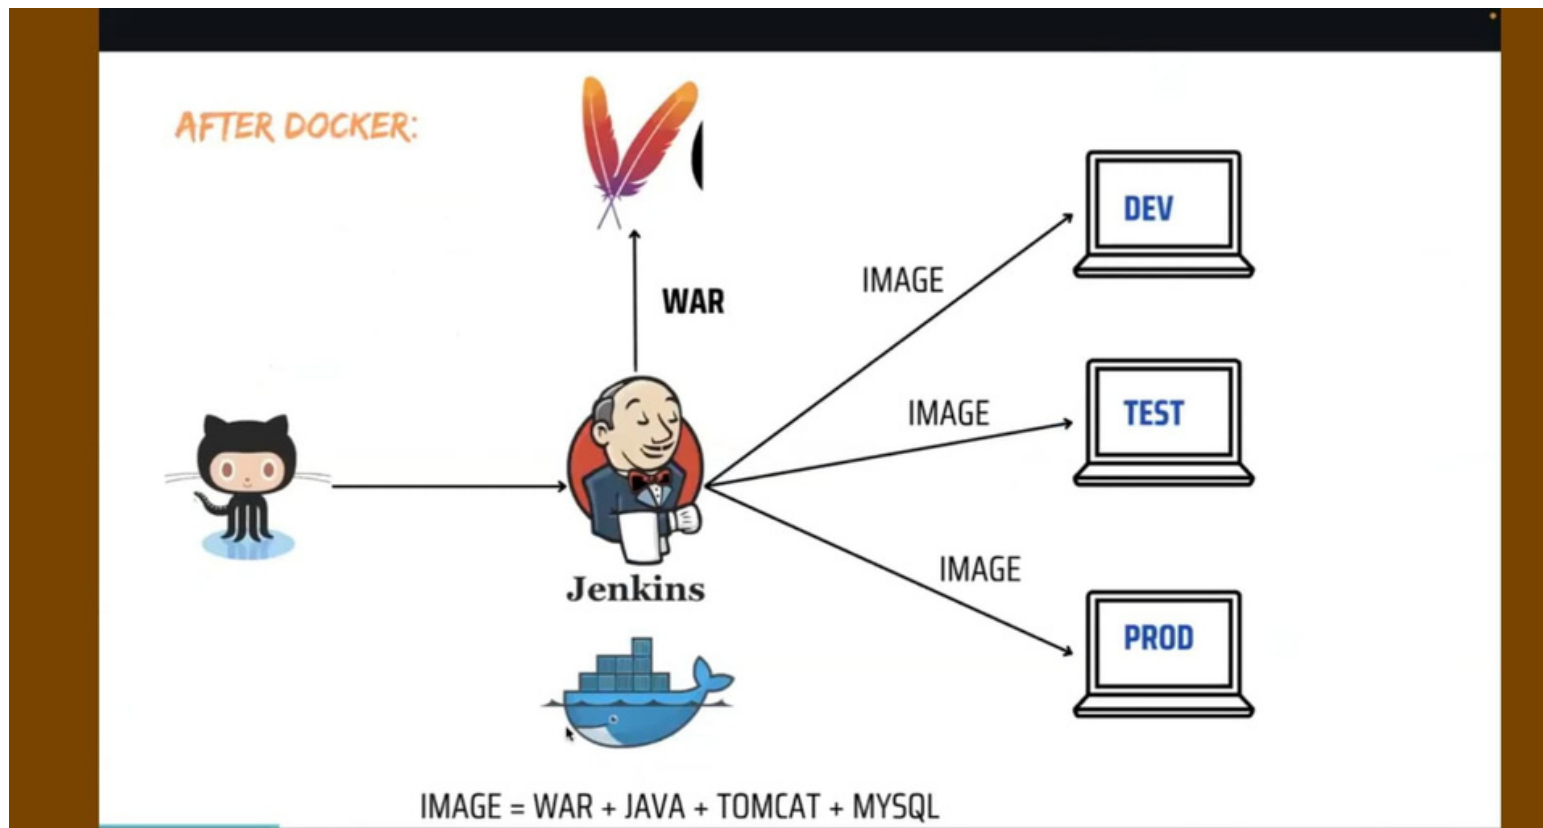 AFTER DOCKER:
DEV
IMAGE
WAR
IMAGE
TEST
IMAGE
Jenkins
PROD
IMAGE = WAR + JAVA + TOMCAT + MYSQL